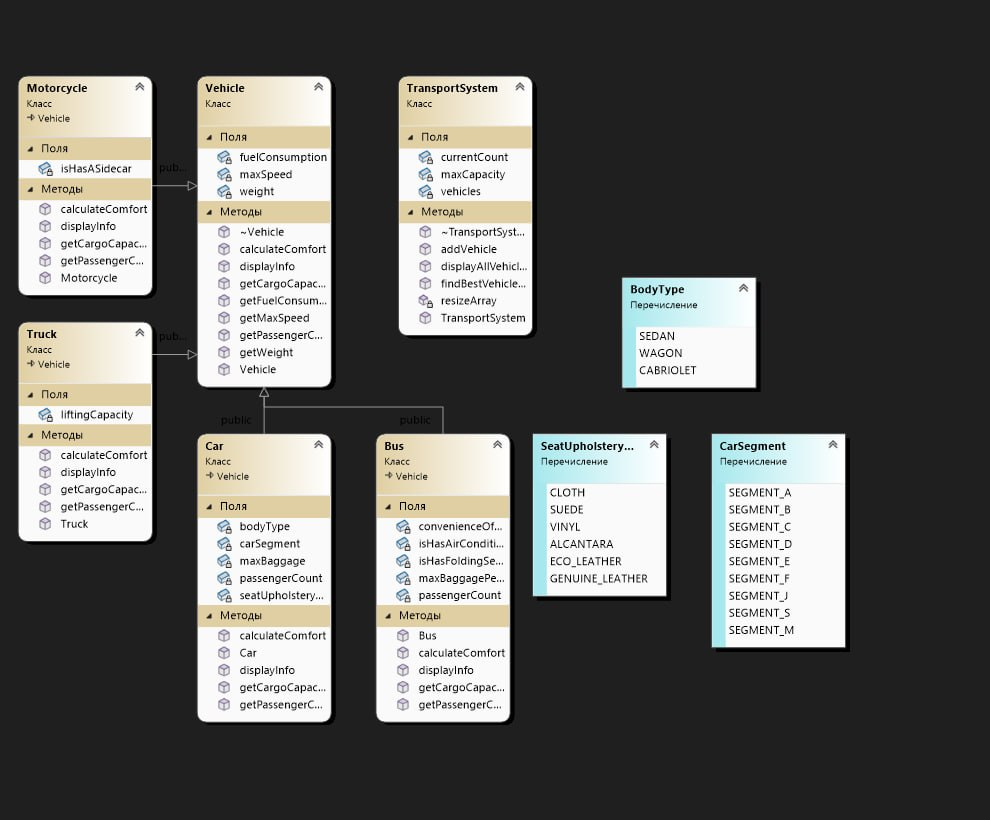 Motorcycle
Класс
Vehicle
Поля
isHasASidecar
Методы
calculateComfort
displayInfo
getCargoCapac...
getPassengerC...
Motorcycle
pub...
Vehicle
Класс
Поля
fuelConsumption
maxSpeed
weight
Методы
~Vehicle
calculateComfort
displayInfo
getCargoCapac...
getFuelConsum...
getMaxSpeed
getPassengerC...
getWeight
Vehicle
TransportSystem
Класс
Поля
currentCount
maxCapacity
vehicles
Методы
~TransportSyst...
addVehicle
displayAllVehicl...
findBestVehicle...
resizeArray
TransportSystem
BodyType
Перечисление
SEDAN
WAGON
CABRIOLET
Truck
Класс
Vehicle
Поля
liftingCapacity
Методы
calculateComfort
displayInfo
getCargoCapac...
getPassengerC...
Truck
pub...
public
public
Car
Класс
Vehicle
Поля
bodyType
carSegment
maxBaggage
passengerCount
seatUpholstery...
Методы
calculateComfort
Car
displayInfo
getCargoCapac...
getPassengerC...
Bus
Класс
Vehicle
Поля
convenienceOf...
isHasAirConditi...
isHasFoldingSe...
maxBaggagePe...
passengerCount
Методы
Bus
calculateComfort
displayInfo
getCargoCapac...
getPassengerC...
SeatUpholstery...
Перечисление
CLOTH
SUEDE
VINYL
ALCANTARA
ECO_LEATHER
GENUINE_LEATHER
CarSegment
Перечисление
SEGMENT_A
SEGMENT_B
SEGMENT_C
SEGMENT_D
SEGMENT_E
SEGMENT_F
SEGMENT_J
SEGMENT_S
SEGMENT_M